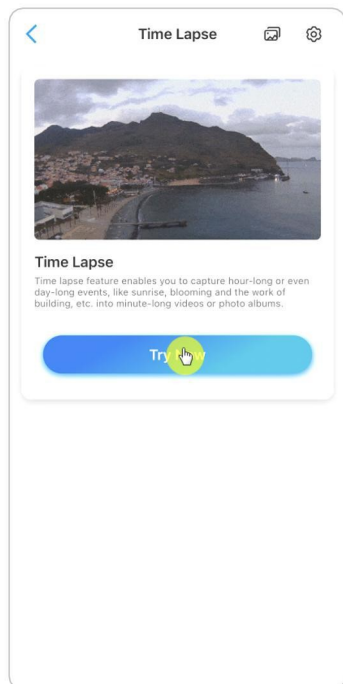 Time Lapse
Time Lapse
Time lapse feature enables you to capture hour-long or even
day-long events, like sunrise, blooming and the work of
building, etc. into minute-long videos or photo albums.
Try Now